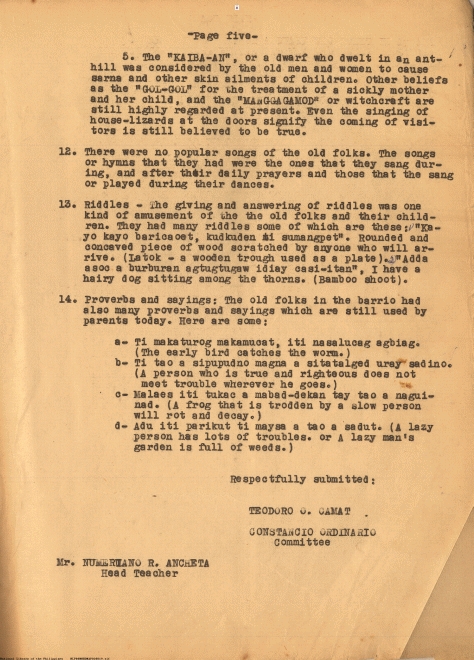 -Page five-
5. The "KAIBA-AN", or a dwarf who dwelt in an ant-
hill was considered by the old men and women to cause
sarna and other skin ailments of children. Other beliefs
as the "GOL-GOL" for the treatment of a sickly mother
and her child, and the "MANGGAGAMOD" or witchcraft are
still highly regarded at present. Even the singing of
house-lizards at the doors signify the coming of visi-
tors is still believed to be true.
12. There were no popular songs of the old folks. The songs
or hymns that they had were the ones that they sang dur-
ing, and after their daily prayers and those that the sang
or played during their dances.
13. Riddles - The giving and answering of riddles was one
kind of amusement of the the old folks and their child-
ren. They had many riddles some of which are these: "Ka-
yo kayo baricaoet, kudkuden ti sumangpet". Rounded and
concaved piece of wood scratched by anyone who will ar-
rive. (Latok - a wooden trough used as a plate). "Adda
asoc a burburan agtugtugaw idiay casi-itan", I have a
hairy dog sitting among the thorns. (Bamboo shoot).
14. Proverbs and sayings: The old folks in the barrio had
also many proverbs and sayings which are still used by
parents today. Here are some;
a- Ti makaturog makamucat, iti nasalucag agbiag.
(The early bird catches the worm.)
b- Ti tao a sipupudno magna a sitatalged uray sadino.
(A person who is true and righteous does not
meet trouble wherever he goes.)
c- Malaes iti tukac a mabad-dekan tay tao a nagui-
nad. (A frog that is trodden by a slow person
will rot and decay.)
d- Adu iti parikut ti maysa a tao a sadut. (A lazy
person has lots of troubles. or A lazy man's
garden is full of weeds.)
Respectfully submitted:
TEODORO O. CAMAT
CONSTANCIO ORDINARIO
Committee
Mr. NUMERIANO R. ANCHETA
Head Teacher